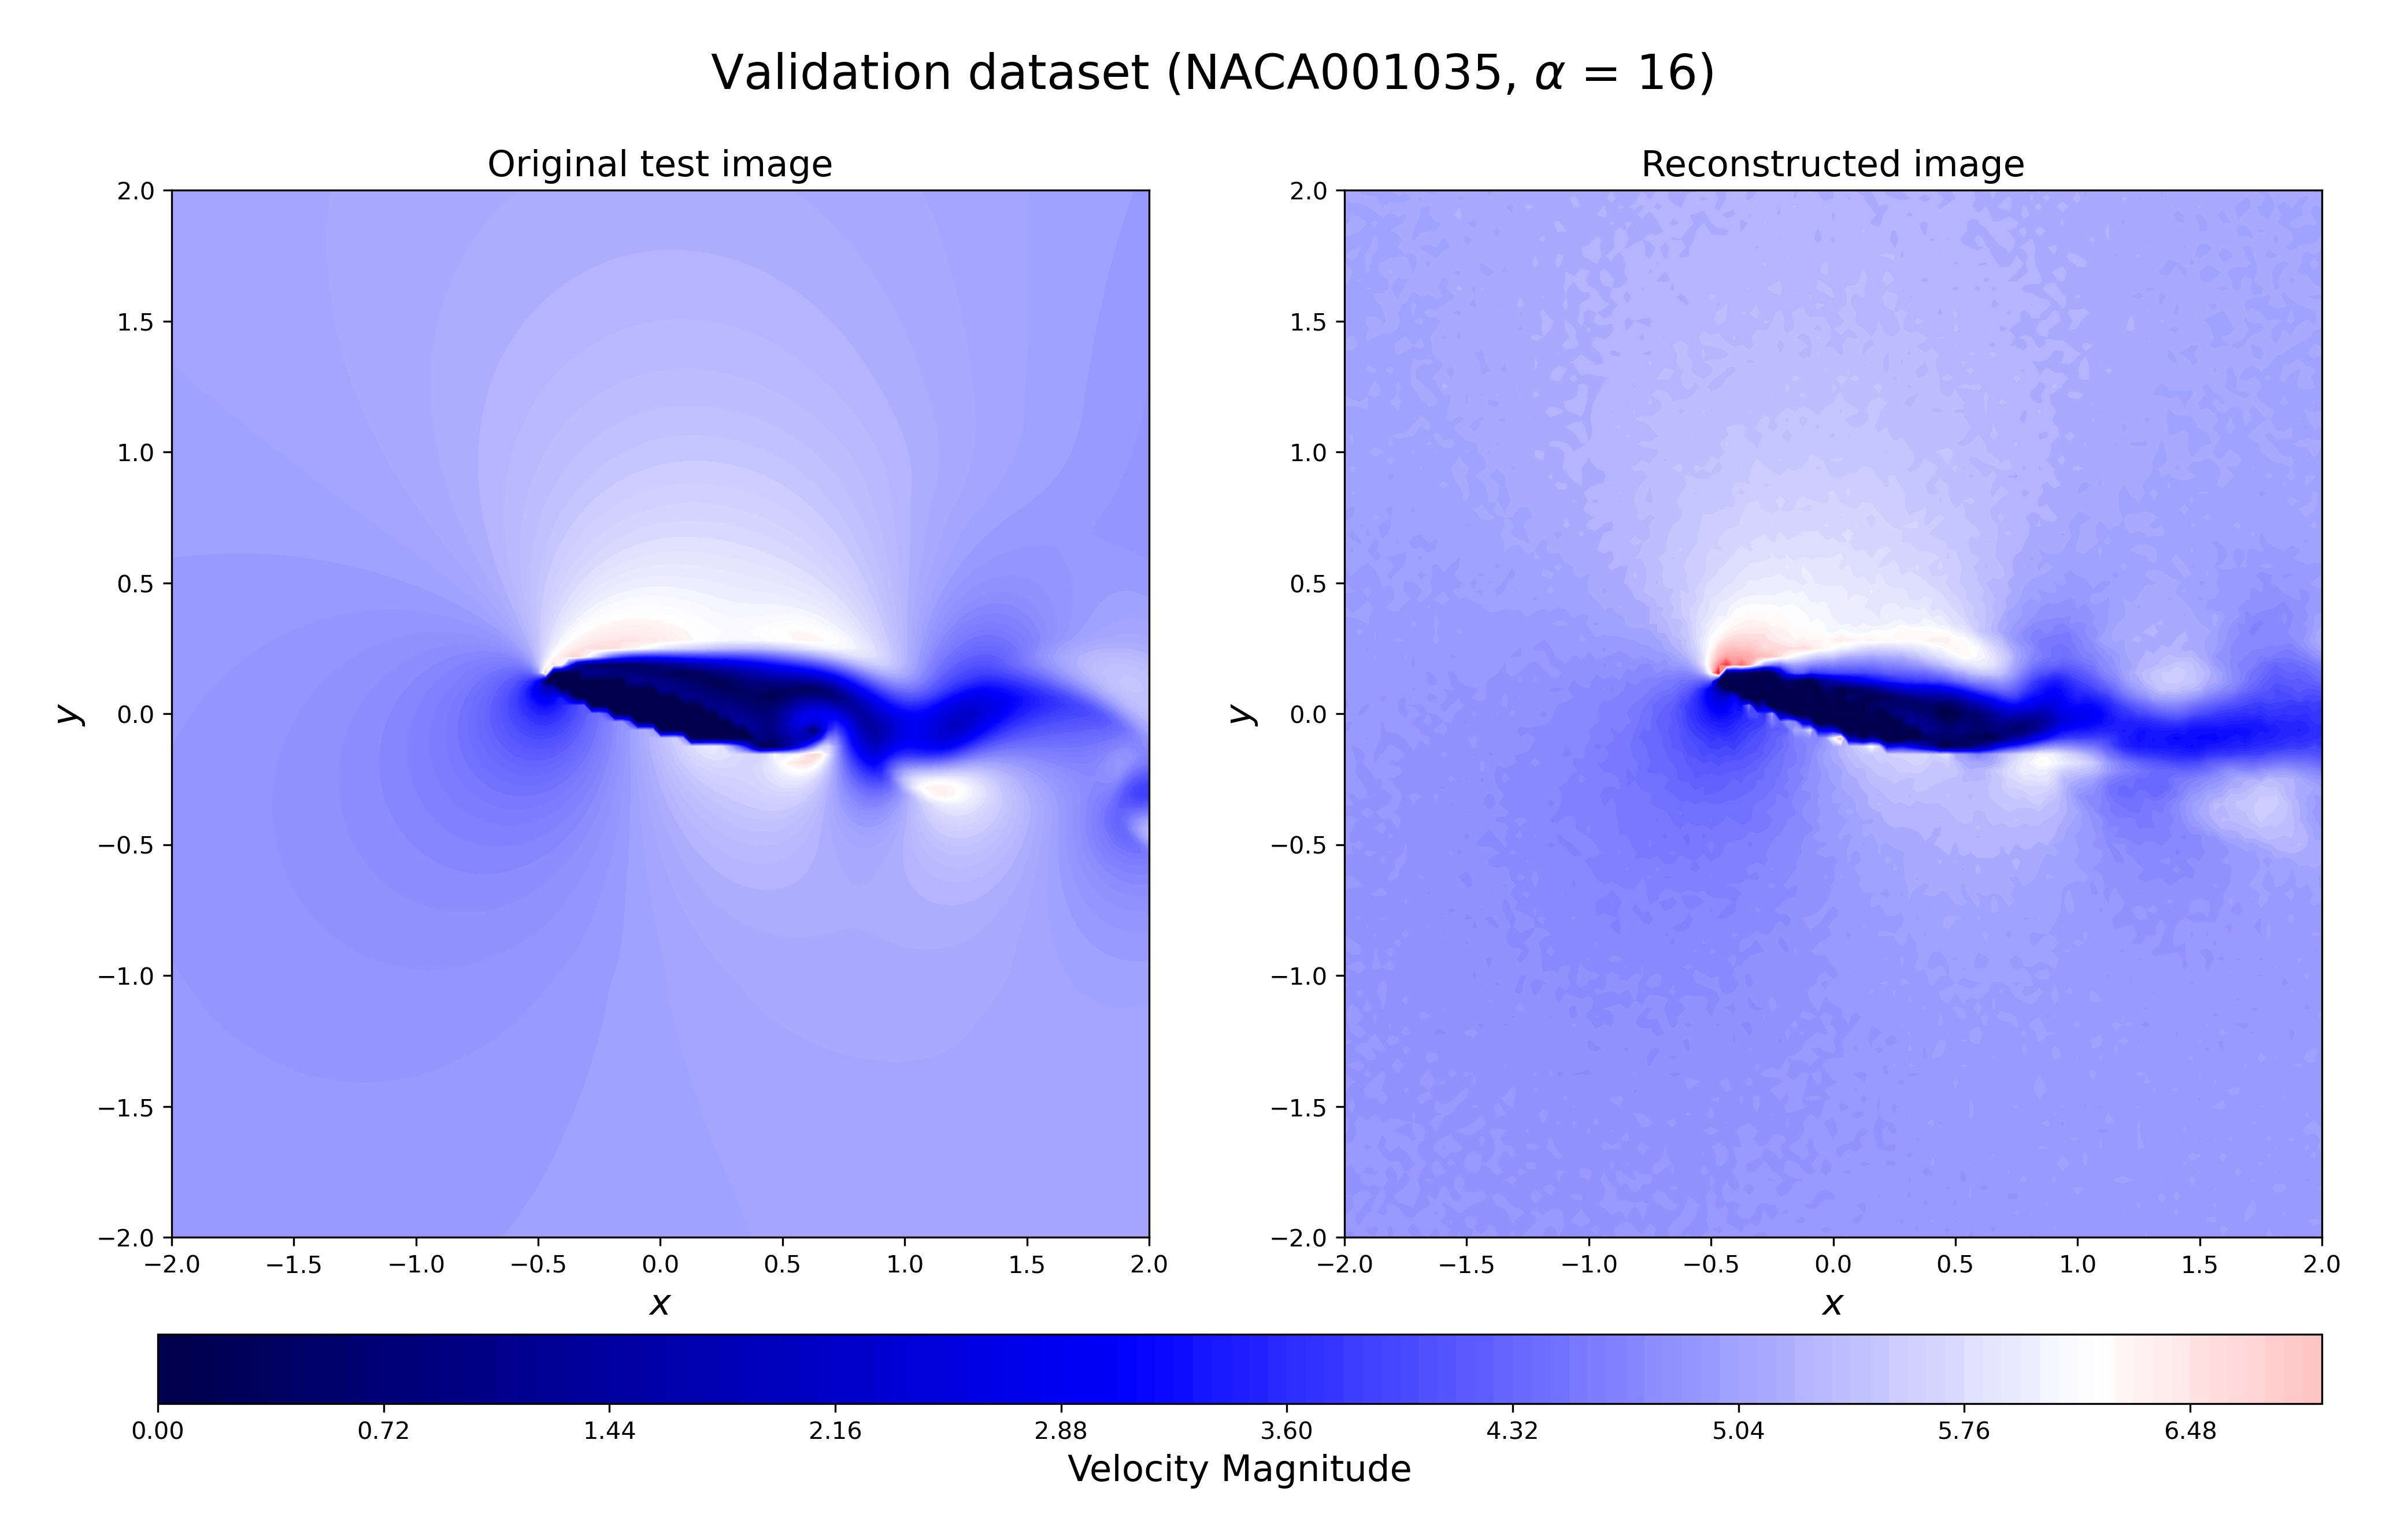 Validation dataset (NACA001035, α = 16)
Original test image
2.0
1.5
1.0
0.5
0.0
−0.5
−1.0
−1.5
−2.0
y
−2.0 −1.5 −1.0 −0.5 0.0 0.5 1.0 1.5 2.0
x
Reconstructed image
2.0
1.5
1.0
0.5
0.0
−0.5
−1.0
−1.5
−2.0
y
−2.0 −1.5 −1.0 −0.5 0.0 0.5 1.0 1.5 2.0
x
0.00 0.72 1.44 2.16 2.88 3.60 4.32 5.04 5.76 6.48
Velocity Magnitude